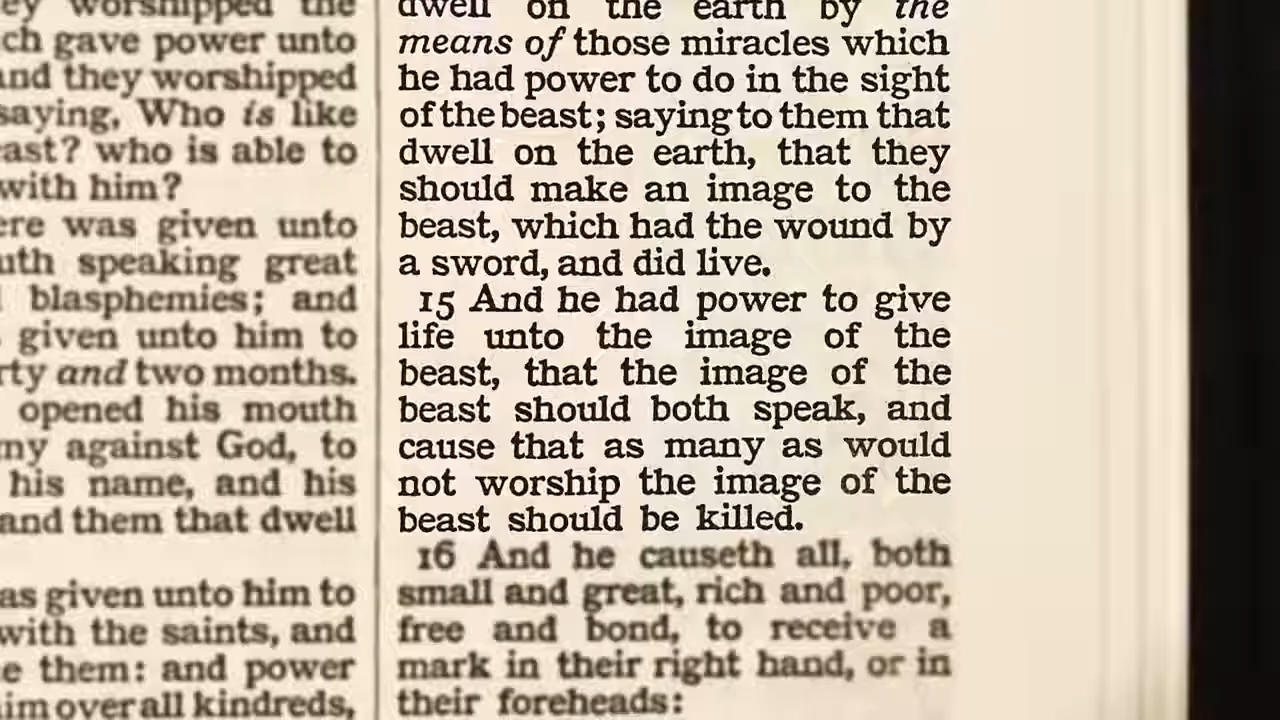 ey worshipped the
ch gave power unto
and they worshipped
saying, Who is like
ast? who is able to
with him?
ere was given unto
uth speaking great
blasphemies; and
given unto him to
rty and two months.
opened his mouth
my against God, to
his name, and his
and them that dwell
as given unto him to
with the saints, and
e them: and power
im over all kindreds,
dwell on the earth by the
means of those miracles which
he had power to do in the sight
of the beast; saying to them that
dwell on the earth, that they
should make an image to the
beast, which had the wound by
a sword, and did live.
15 And he had power to give
life unto the image of the
beast, that the image of the
beast should both speak, and
cause that as many as would
not worship the image of the
beast should be killed.
16 And he causeth all, both
small and great, rich and poor,
free and bond, to receive a
mark in their right hand, or in
their foreheads: